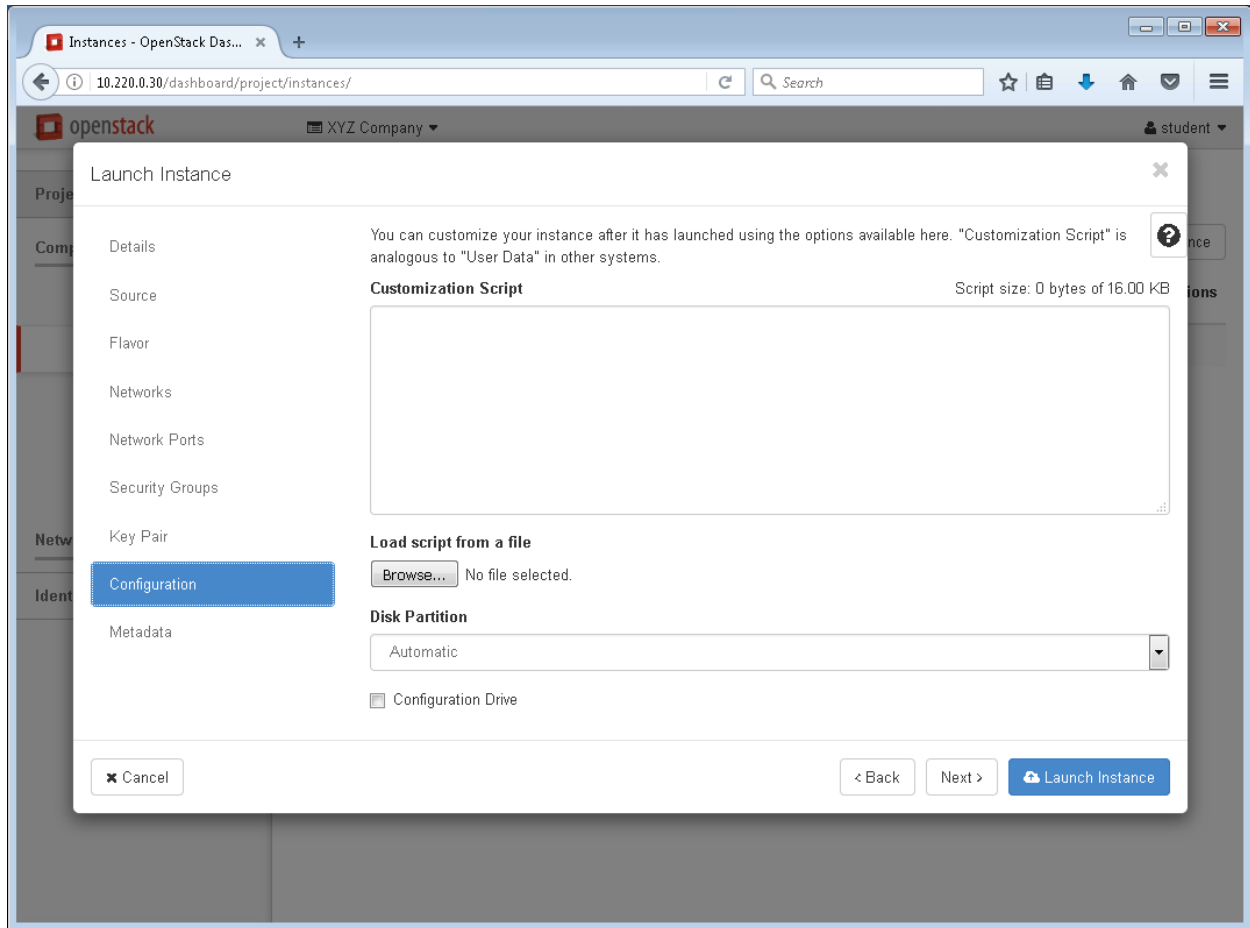 Instances - OpenStack Das...
10.220.0.30/dashboard/project/instances/
Search
openstack
XYZ Company
student
Launch Instance
Proje
Comp
nce
ions
Netw
Ident
Details
Source
Flavor
Networks
Network Ports
Security Groups
Key Pair
Configuration
Metadata
You can customize your instance after it has launched using the options available here. "Customization Script" is
analogous to "User Data" in other systems.
Customization Script
Script size: 0 bytes of 16.00 KB
Load script from a file
Browse...
No file selected.
Disk Partition
Automatic
Configuration Drive
Cancel
< Back
Next >
Launch Instance